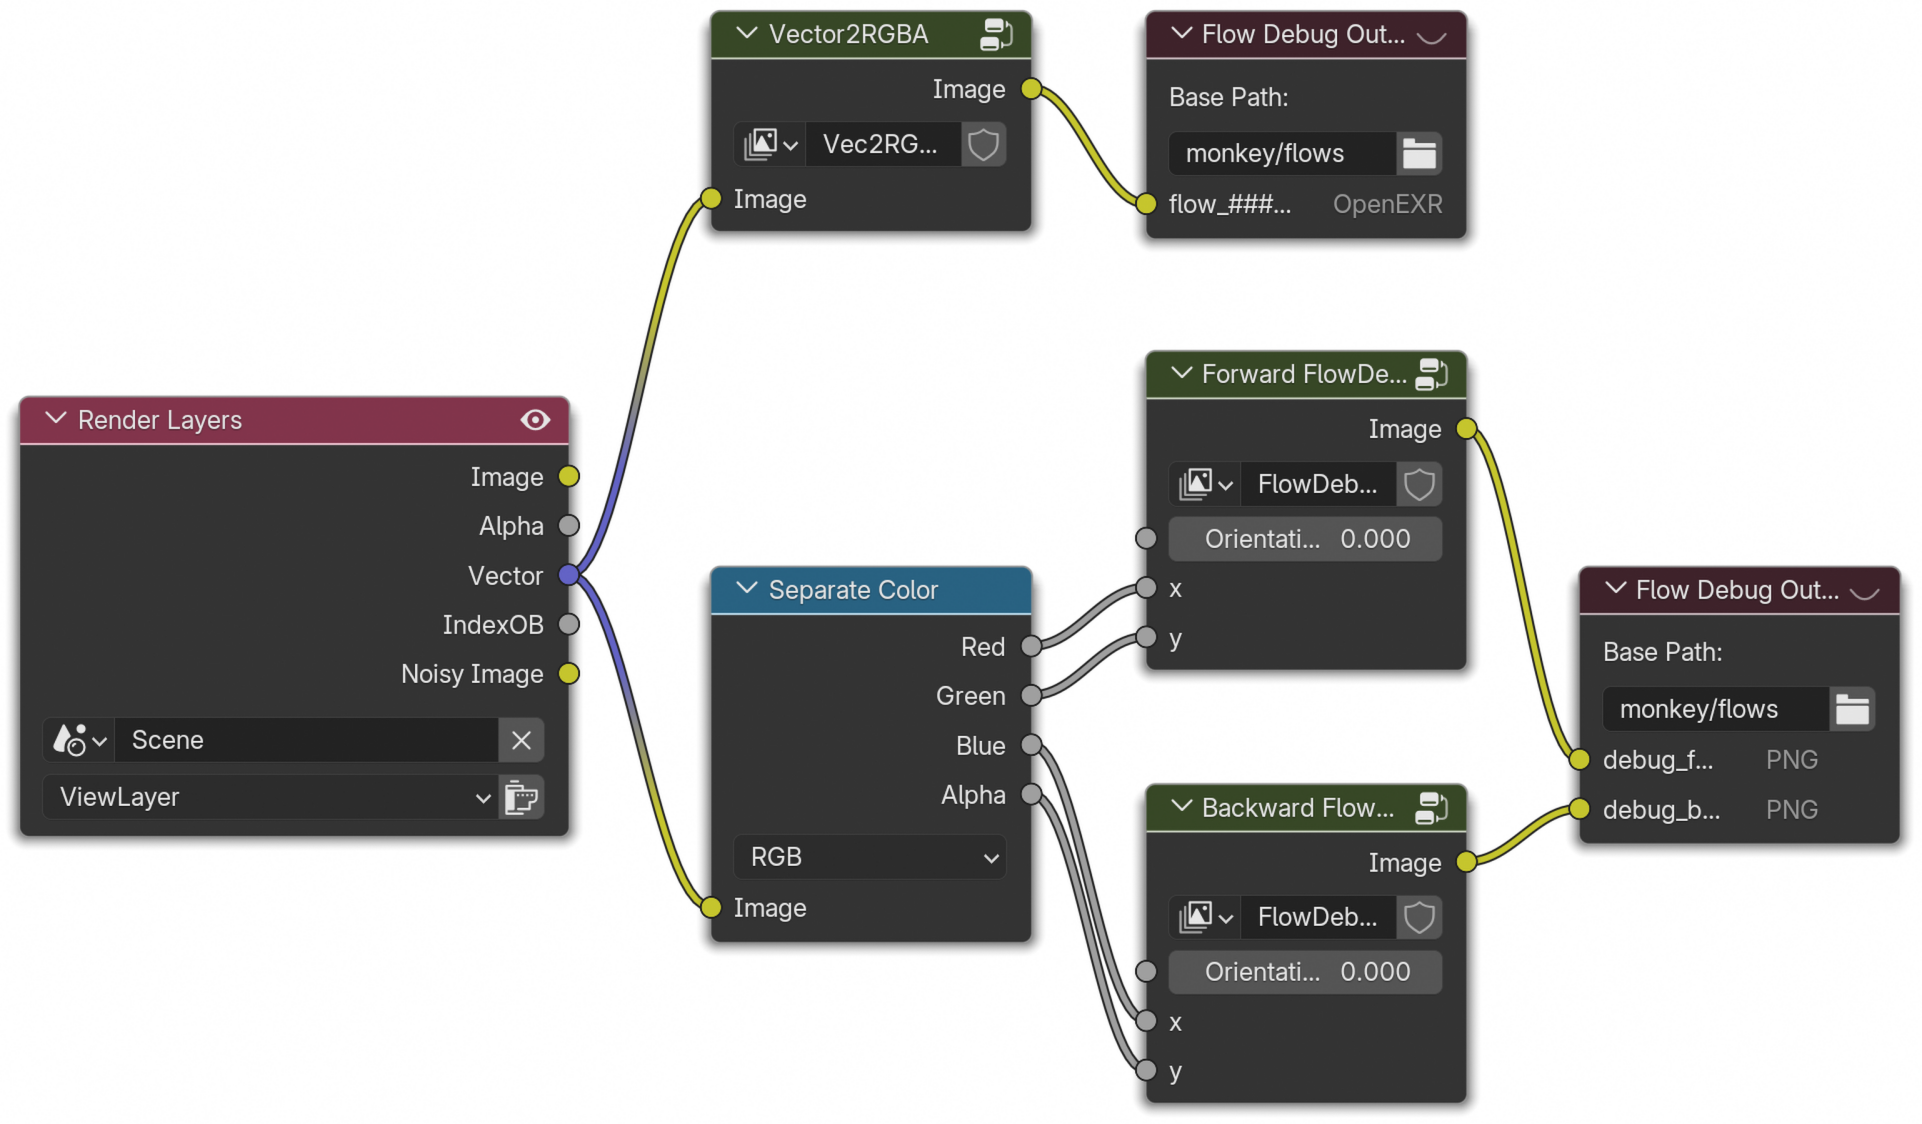 Vector2RGBA
Image
Vec2RG...
Image
Flow Debug Out...
Base Path:
monkey/flows
flow_###... OpenEXR
Render Layers
Image
Alpha
Vector
IndexOB
Noisy Image
Scene
ViewLayer
Separate Color
Red
Green
Blue
Alpha
RGB
Image
Forward FlowDe...
Image
FlowDeb...
Orientati... 0.000
x
y
Backward Flow...
Image
FlowDeb...
Orientati... 0.000
x
y
Flow Debug Out...
Base Path:
monkey/flows
debug_f... PNG
debug_b... PNG